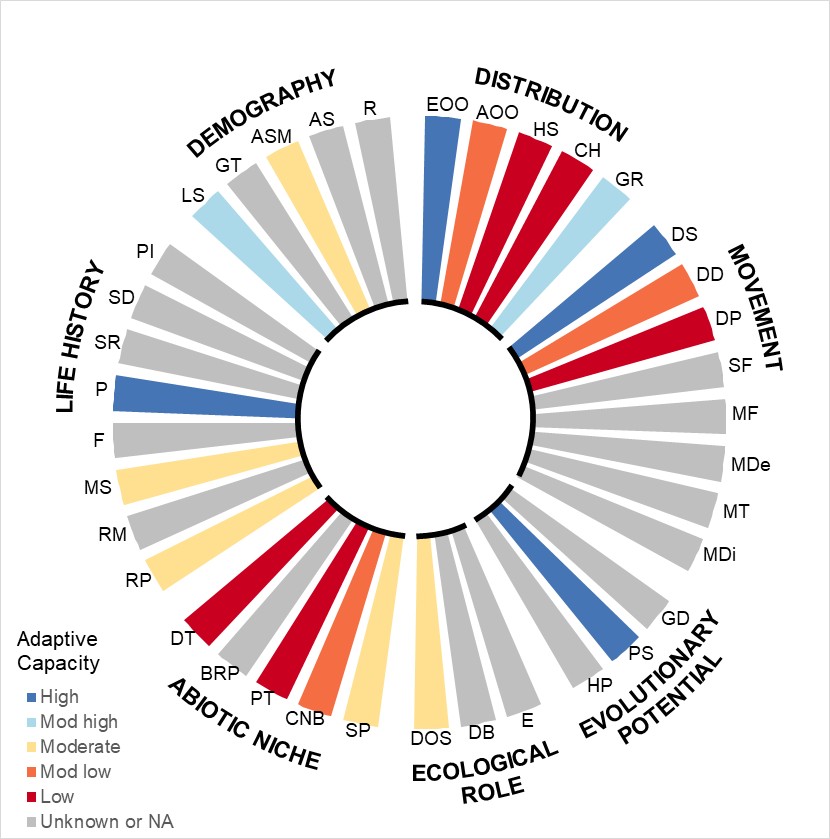 DISTRIBUTION
EOO
AOO
HS
CH
GR
MOVEMENT
DS
DD
DP
SF
MF
MDe
MT
MDi
EVOLUTIONARY
POTENTIAL
GD
PS
HP
ECOLOGICAL
ROLE
E
DB
DOS
ABIOTIC NICHE
SP
CNB
PT
BRP
DT
LIFE HISTORY
RP
RM
MS
F
P
SR
SD
PI
DEMOGRAPHY
LS
GT
ASM
AS
R
Adaptive
Capacity
High
Mod high
Moderate
Mod low
Low
Unknown or NA